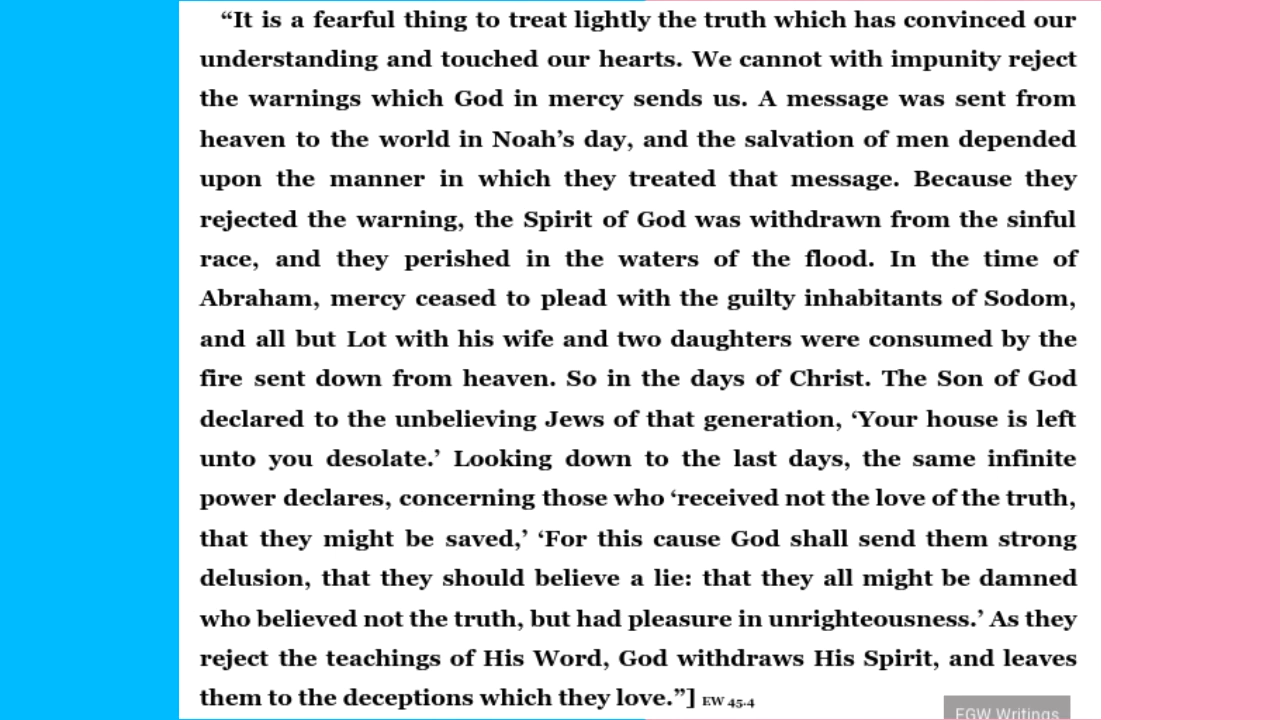 “It is a fearful thing to treat lightly the truth which has convinced our
understanding and touched our hearts. We cannot with impunity reject
the warnings which God in mercy sends us. A message was sent from
heaven to the world in Noah’s day, and the salvation of men depended
upon the manner in which they treated that message. Because they
rejected the warning, the Spirit of God was withdrawn from the sinful
race, and they perished in the waters of the flood. In the time of
Abraham, mercy ceased to plead with the guilty inhabitants of Sodom,
and all but Lot with his wife and two daughters were consumed by the
fire sent down from heaven. So in the days of Christ. The Son of God
declared to the unbelieving Jews of that generation, ‘Your house is left
unto you desolate.’ Looking down to the last days, the same infinite
power declares, concerning those who ‘received not the love of the truth,
that they might be saved,’ ‘For this cause God shall send them strong
delusion, that they should believe a lie: that they all might be damned
who believed not the truth, but had pleasure in unrighteousness.’ As they
reject the teachings of His Word, God withdraws His Spirit, and leaves
them to the deceptions which they love.”] EW 45.4
EGW Writings